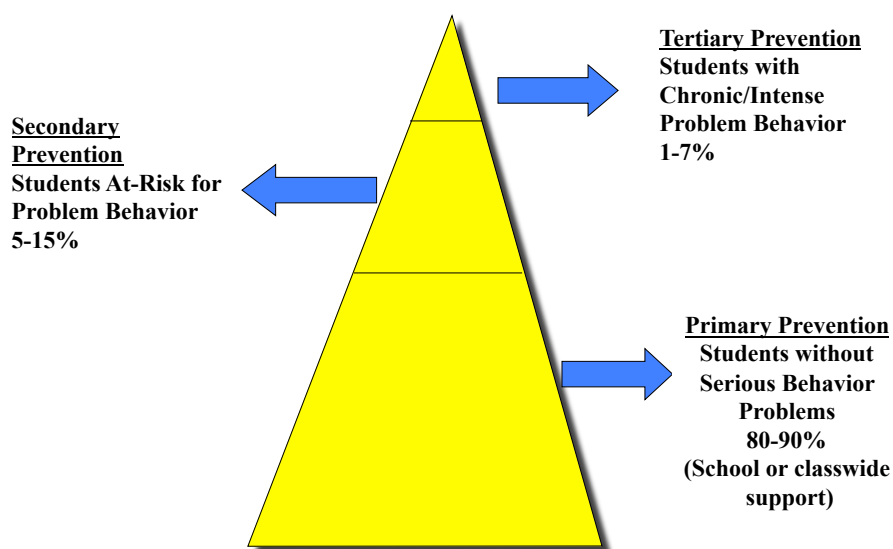 Tertiary Prevention
Students with
Chronic/Intense
Problem Behavior
1-7%
Secondary
Prevention
Students At-Risk for
Problem Behavior
5-15%
Primary Prevention
Students without
Serious Behavior
Problems
80-90%
(School or classwide
support)